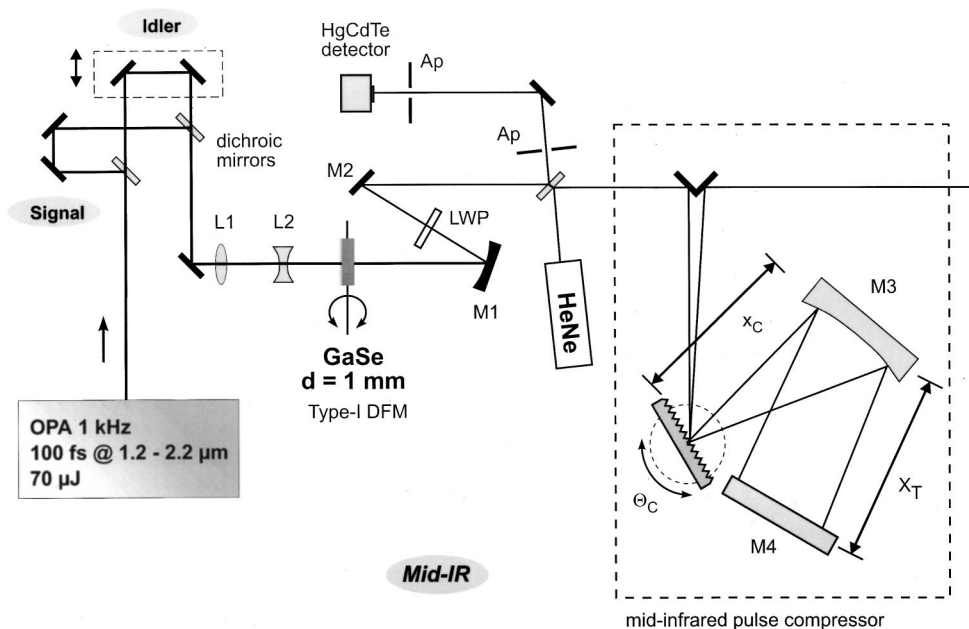 Idler
HgCdTe
detector
Ap
dichroic
mirrors
Ap
M2
Signal
L1
L2
LWP
M3
M1
x_C
HeNe
GaSe
d = 1 mm
Type-I DFM
OPA 1 kHz
100 fs @ 1.2 - 2.2 µm
70 µJ
Θ_C
X_T
M4
Mid-IR
mid-infrared pulse compressor